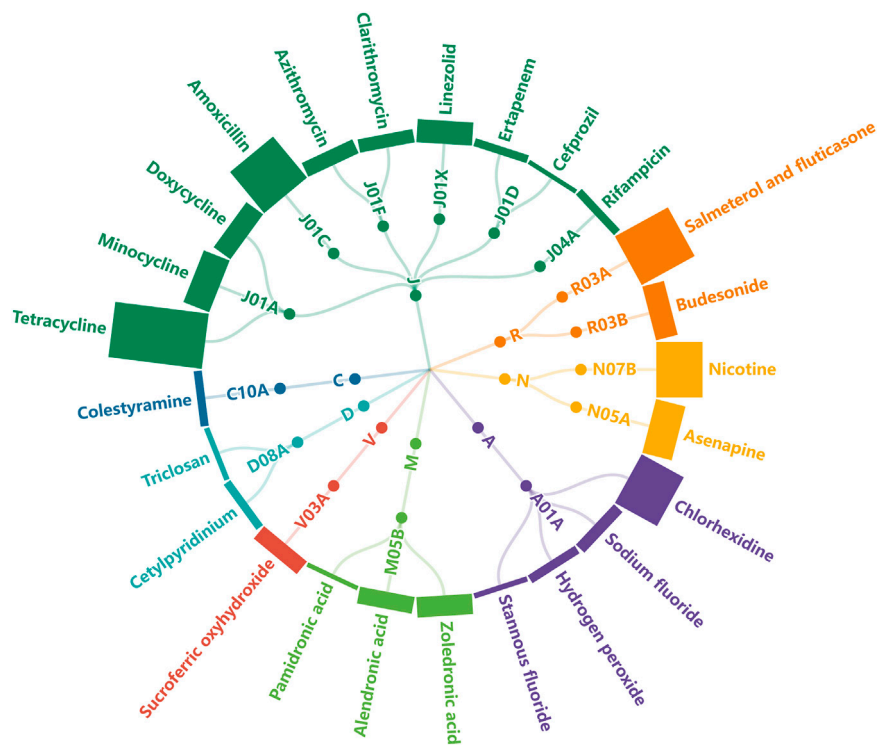 Clarithromycin
Linezolid
Azithromycin
Ertapenem
Amoxicillin
Cefprozil
Doxycycline
Rifampicin
Minocycline
Salmeterol and fluticasone
Tetracycline
Budesonide
Colestyramine
Nicotine
Triclosan
Asenapine
Cetylpyridinium
Chlorhexidine
Sucroferric oxyhydroxide
Sodium fluoride
Pamidronic acid
Hydrogen peroxide
Alendronic acid
Stannous fluoride
Zoledronic acid
J01X
J01F
J01D
J01C
J04A
J01A
J
R03A
R03B
R
N07B
N
N05A
C10A
C
D
D08A
V
V03A
M
M05B
A
A01A